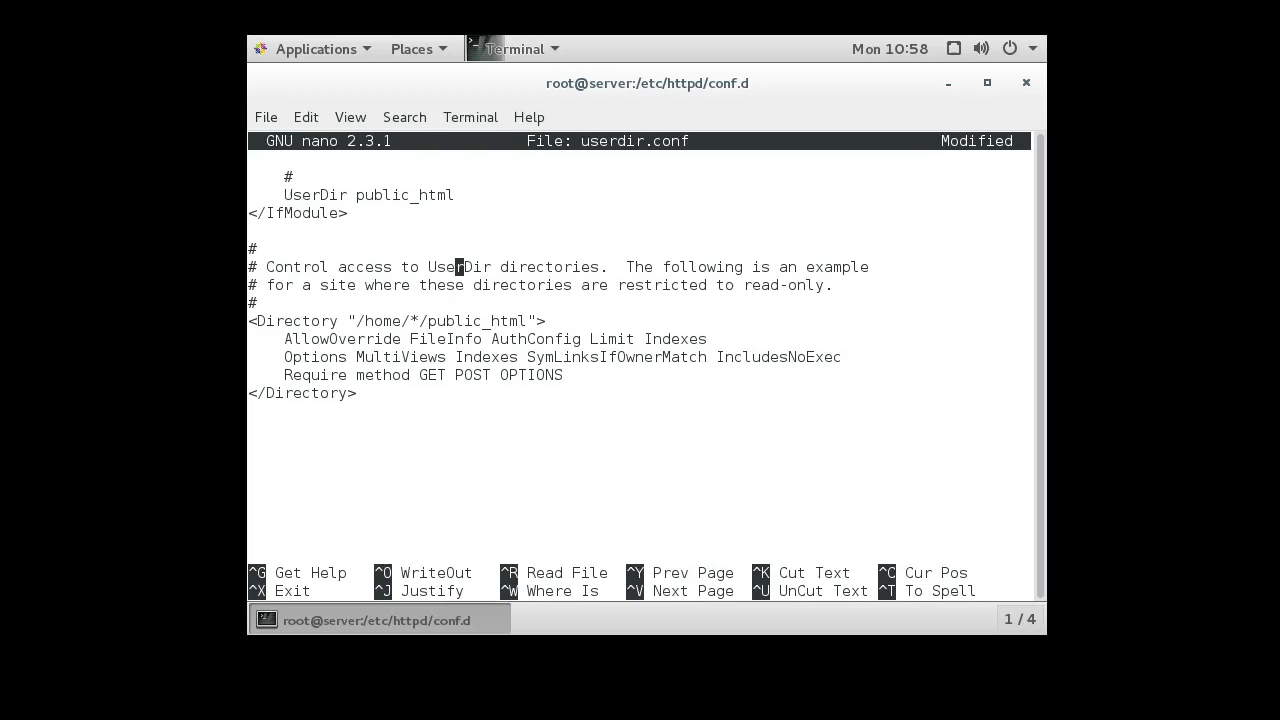 Applications Places Terminal Mon 10:58
root@server:/etc/httpd/conf.d
File Edit View Search Terminal Help
GNU nano 2.3.1 File: userdir.conf Modified
#
UserDir public_html
</IfModule>
#
# Control access to UserDir directories.  The following is an example
# for a site where these directories are restricted to read-only.
#
<Directory "/home/*/public_html">
AllowOverride FileInfo AuthConfig Limit Indexes
Options MultiViews Indexes SymLinksIfOwnerMatch IncludesNoExec
Require method GET POST OPTIONS
</Directory>
^G Get Help ^O WriteOut ^R Read File ^Y Prev Page ^K Cut Text ^C Cur Pos
^X Exit ^J Justify ^W Where Is ^V Next Page ^U UnCut Text ^T To Spell
root@server:/etc/httpd/conf.d 1 / 4